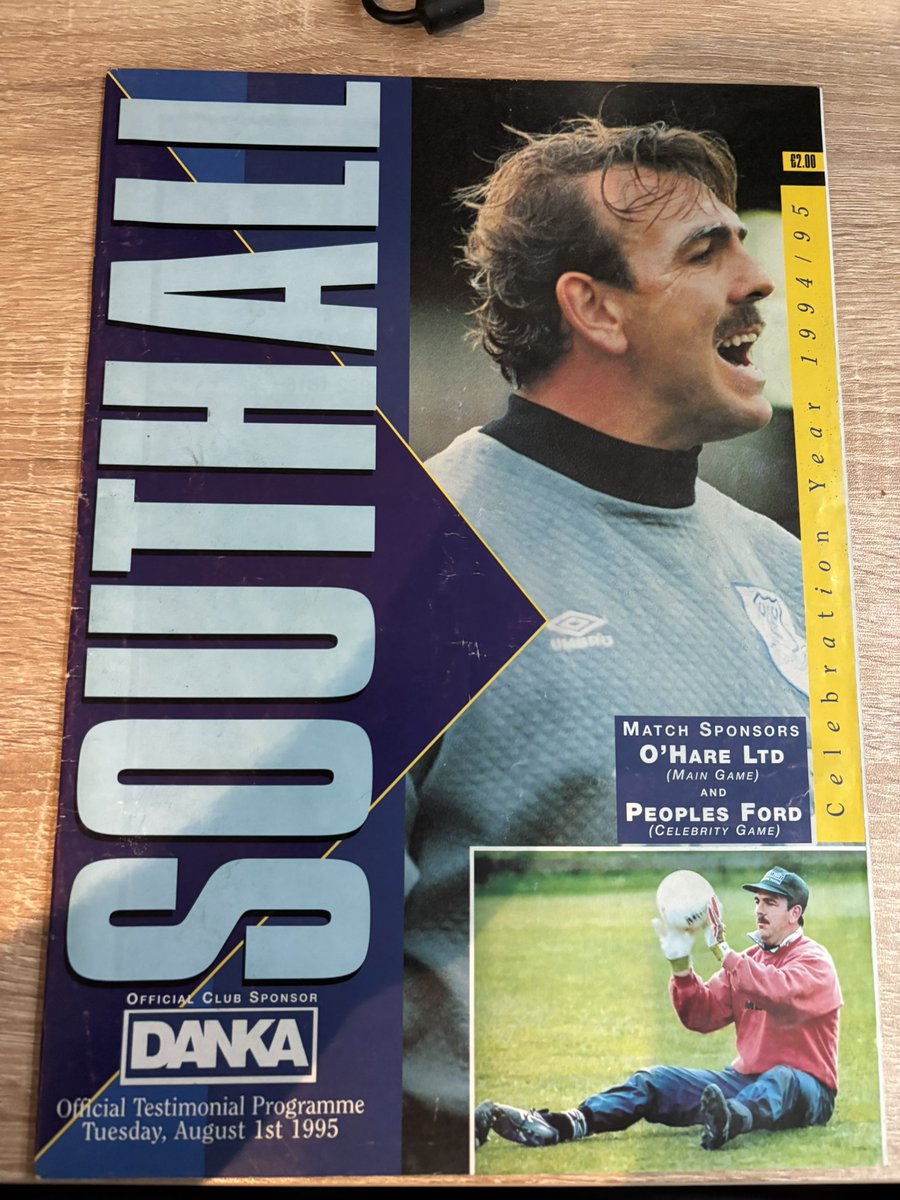 SOUTHALL
£2.00
Celebration Year 1994/95
UMBRO
MATCH SPONSORS
O'HARE LTD
(MAIN GAME)
AND
PEOPLES FORD
(CELEBRITY GAME)
OFFICIAL CLUB SPONSOR
DANKA
Official Testimonial Programme
Tuesday, August 1st 1995